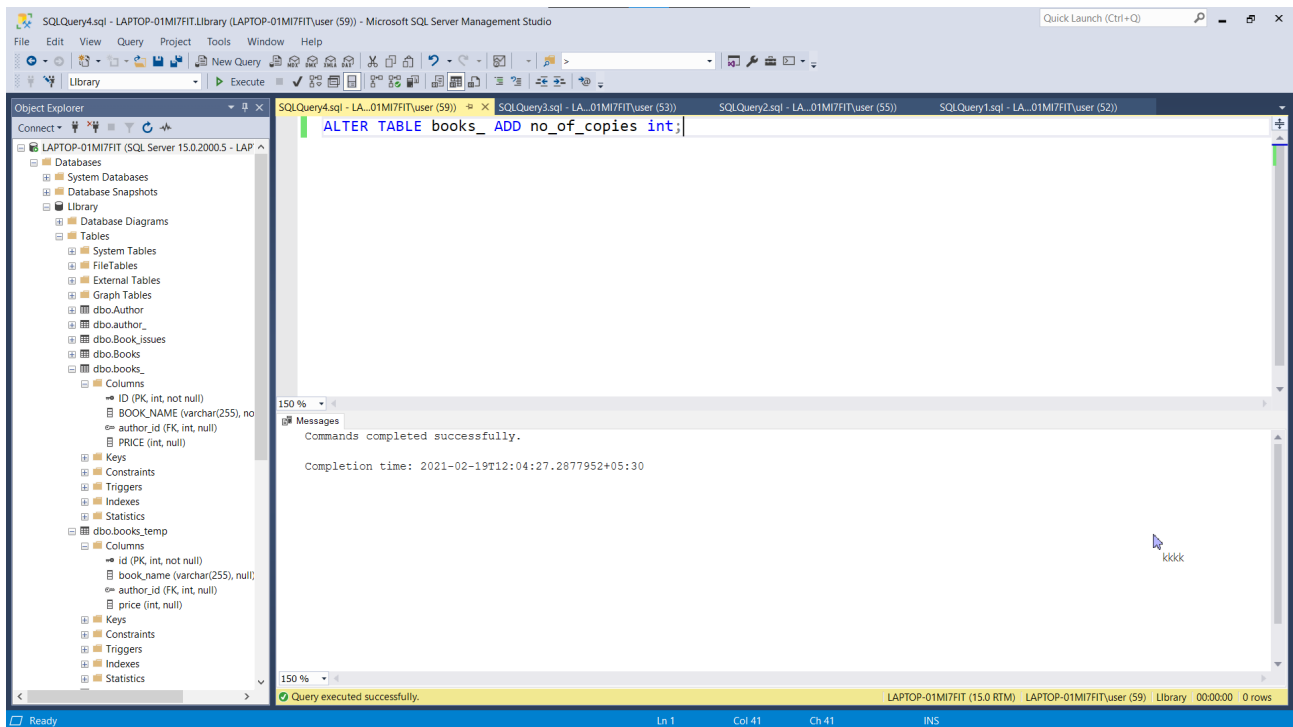 SQLQuery4.sql - LAPTOP-01MI7FIT.LIbrary (LAPTOP-01MI7FIT\user (59)) - Microsoft SQL Server Management Studio
Quick Launch (Ctrl+Q)
File Edit View Query Project Tools Window Help
New Query
MDX DMX XMLA DAX
>
LIbrary
Execute
Object Explorer
SQLQuery4.sql - LA...01MI7FIT\user (59))
SQLQuery3.sql - LA...01MI7FIT\user (53))
SQLQuery2.sql - LA...01MI7FIT\user (55))
SQLQuery1.sql - LA...01MI7FIT\user (52))
Connect
LAPTOP-01MI7FIT (SQL Server 15.0.2000.5 - LAP
Databases
System Databases
Database Snapshots
LIbrary
Database Diagrams
Tables
System Tables
FileTables
External Tables
Graph Tables
dbo.Author
dbo.author_
dbo.Book_issues
dbo.Books
dbo.books_
Columns
ID (PK, int, not null)
BOOK_NAME (varchar(255), no
author_id (FK, int, null)
PRICE (int, null)
Keys
Constraints
Triggers
Indexes
Statistics
dbo.books_temp
Columns
id (PK, int, not null)
book_name (varchar(255), null)
author_id (FK, int, null)
price (int, null)
Keys
Constraints
Triggers
Indexes
Statistics
ALTER TABLE books_ ADD no_of_copies int;
150 %
Messages
Commands completed successfully.
Completion time: 2021-02-19T12:04:27.2877952+05:30
kkkk
150 %
Query executed successfully.
LAPTOP-01MI7FIT (15.0 RTM)
LAPTOP-01MI7FIT\user (59)
LIbrary
00:00:00
0 rows
Ready
Ln 1
Col 41
Ch 41
INS